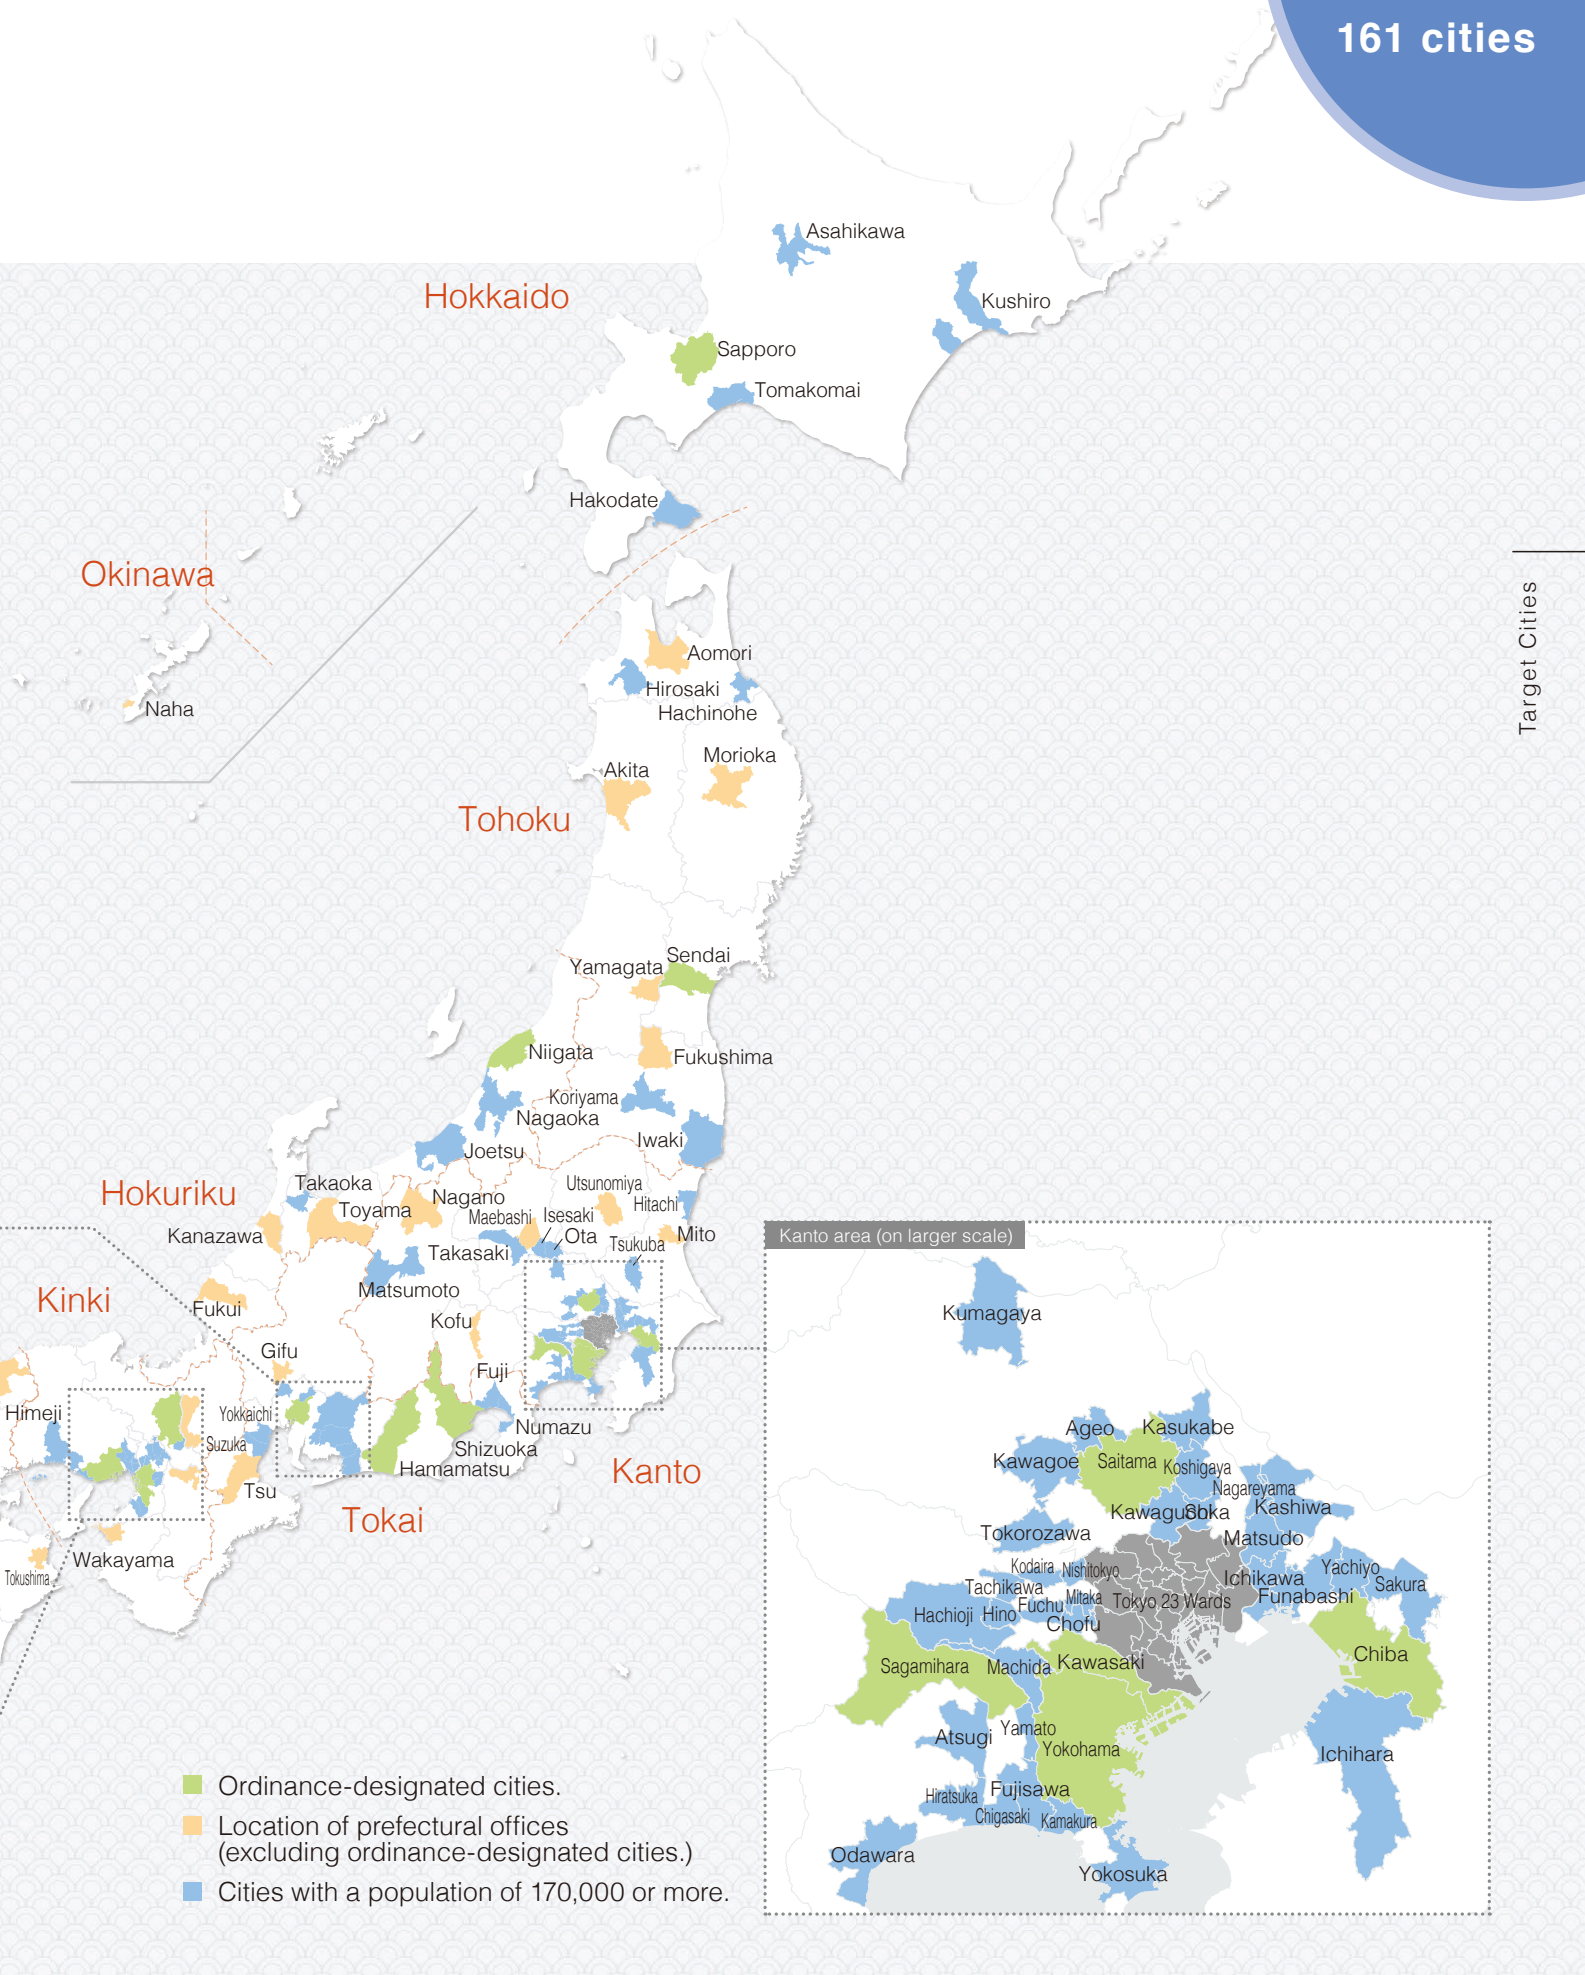 161 cities
Asahikawa
Hokkaido
Kushiro
Sapporo
Tomakomai
Hakodate
Okinawa
Target Cities
Aomori
Hirosaki
Naha
Hachinohe
Morioka
Akita
Tohoku
Sendai
Yamagata
Niigata
Fukushima
Koriyama
Nagaoka
Iwaki
Joetsu
Hokuriku
Takaoka
Utsunomiya
Nagano
Hitachi
Toyama
Maebashi
Isesaki
Kanazawa
Ota
Mito
Takasaki
Tsukuba
Matsumoto
Kinki
Fukui
Kofu
Gifu
Fuji
Himeji
Yokkaichi
Numazu
Suzuka
Shizuoka
Hamamatsu
Kanto
Tsu
Tokai
Wakayama
Tokushima
Kanto area (on larger scale)
Kumagaya
Ageo
Kasukabe
Kawagoe
Saitama
Koshigaya
Nagareyama
Kashiwa
Kawaguchi
Soka
Tokorozawa
Matsudo
Kodaira
Nishitokyo
Yachiyo
Ichikawa
Sakura
Tachikawa
Mitaka
Funabashi
Fuchu
Tokyo 23 Wards
Hachioji
Hino
Chofu
Chiba
Kawasaki
Sagamihara
Machida
Yamato
Atsugi
Yokohama
Ichihara
Fujisawa
Hiratsuka
Chigasaki
Kamakura
Odawara
Yokosuka
Ordinance-designated cities.
Location of prefectural offices
(excluding ordinance-designated cities.)
Cities with a population of 170,000 or more.